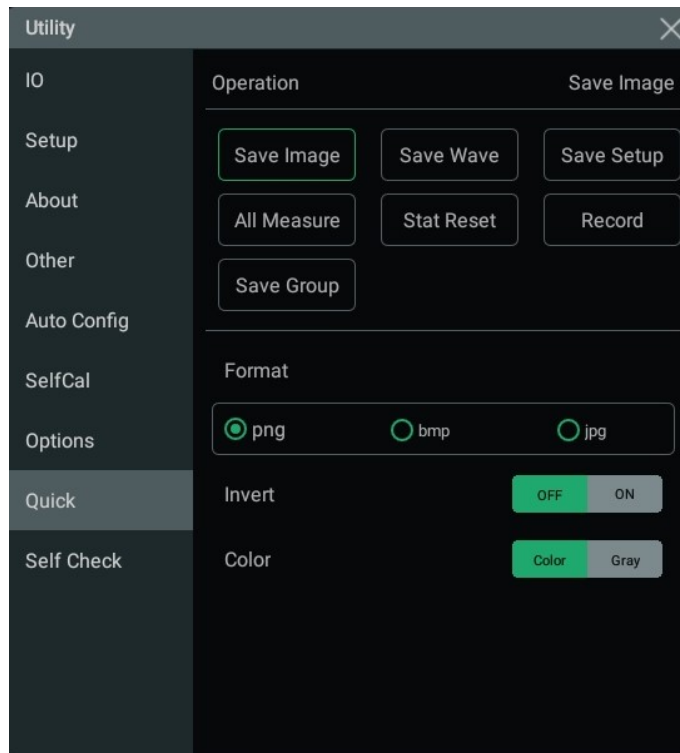 Utility
IO
Setup
About
Other
Auto Config
SelfCal
Options
Quick
Self Check
Operation Save Image
Save Image Save Wave Save Setup
All Measure Stat Reset Record
Save Group
Format
png bmp jpg
Invert OFF ON
Color Color Gray